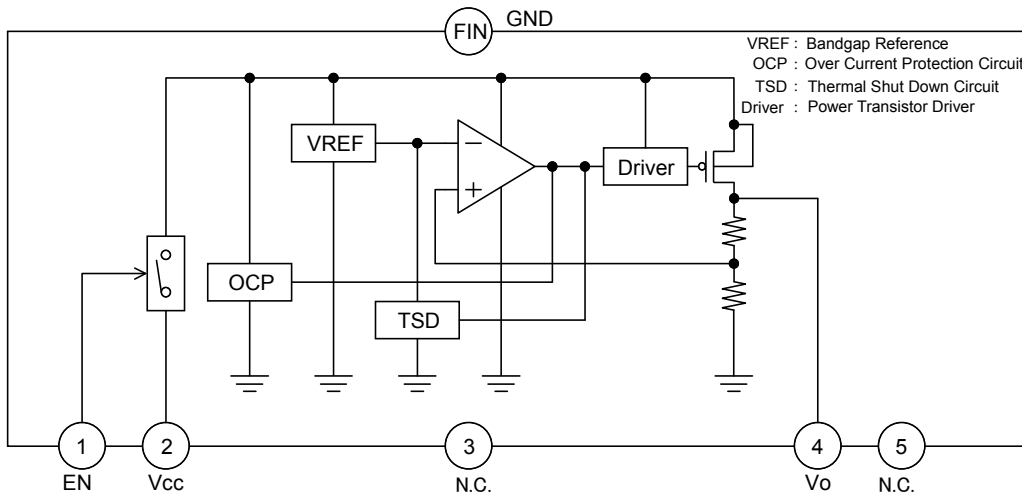 FIN
GND
VREF : Bandgap Reference
OCP : Over Current Protection Circuit
TSD : Thermal Shut Down Circuit
Driver : Power Transistor Driver
VREF
−
+
Driver
OCP
TSD
1
2
3
4
5
EN
Vcc
N.C.
Vo
N.C.